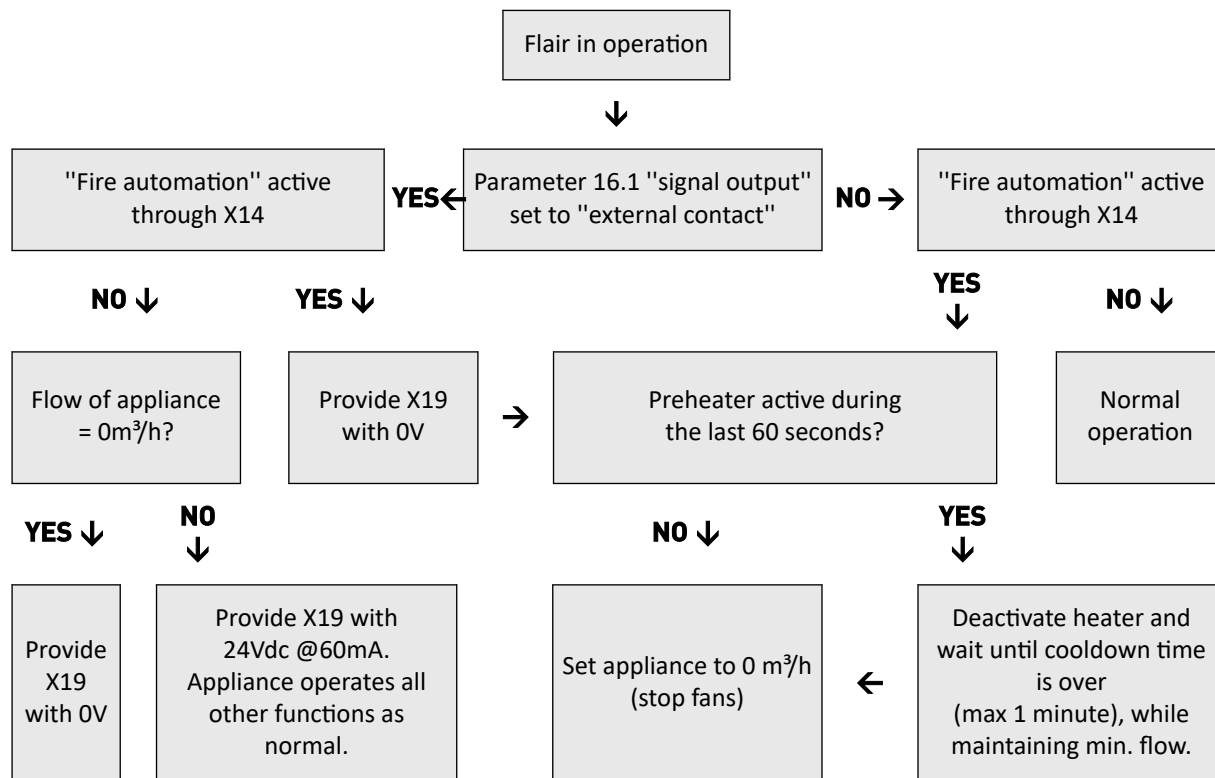 Flair in operation
"Fire automation" active
through X14
YES
Parameter 16.1 "signal output"
set to "external contact"
NO
"Fire automation" active
through X14
NO
YES
YES
NO
Flow of appliance
= 0m³/h?
Provide X19
with 0V
Preheater active during
the last 60 seconds?
Normal
operation
YES
NO
NO
YES
Provide
X19
with 0V
Provide X19 with
24Vdc @60mA.
Appliance operates all
other functions as
normal.
Set appliance to 0 m³/h
(stop fans)
Deactivate heater and
wait until cooldown time
is over
(max 1 minute), while
maintaining min. flow.